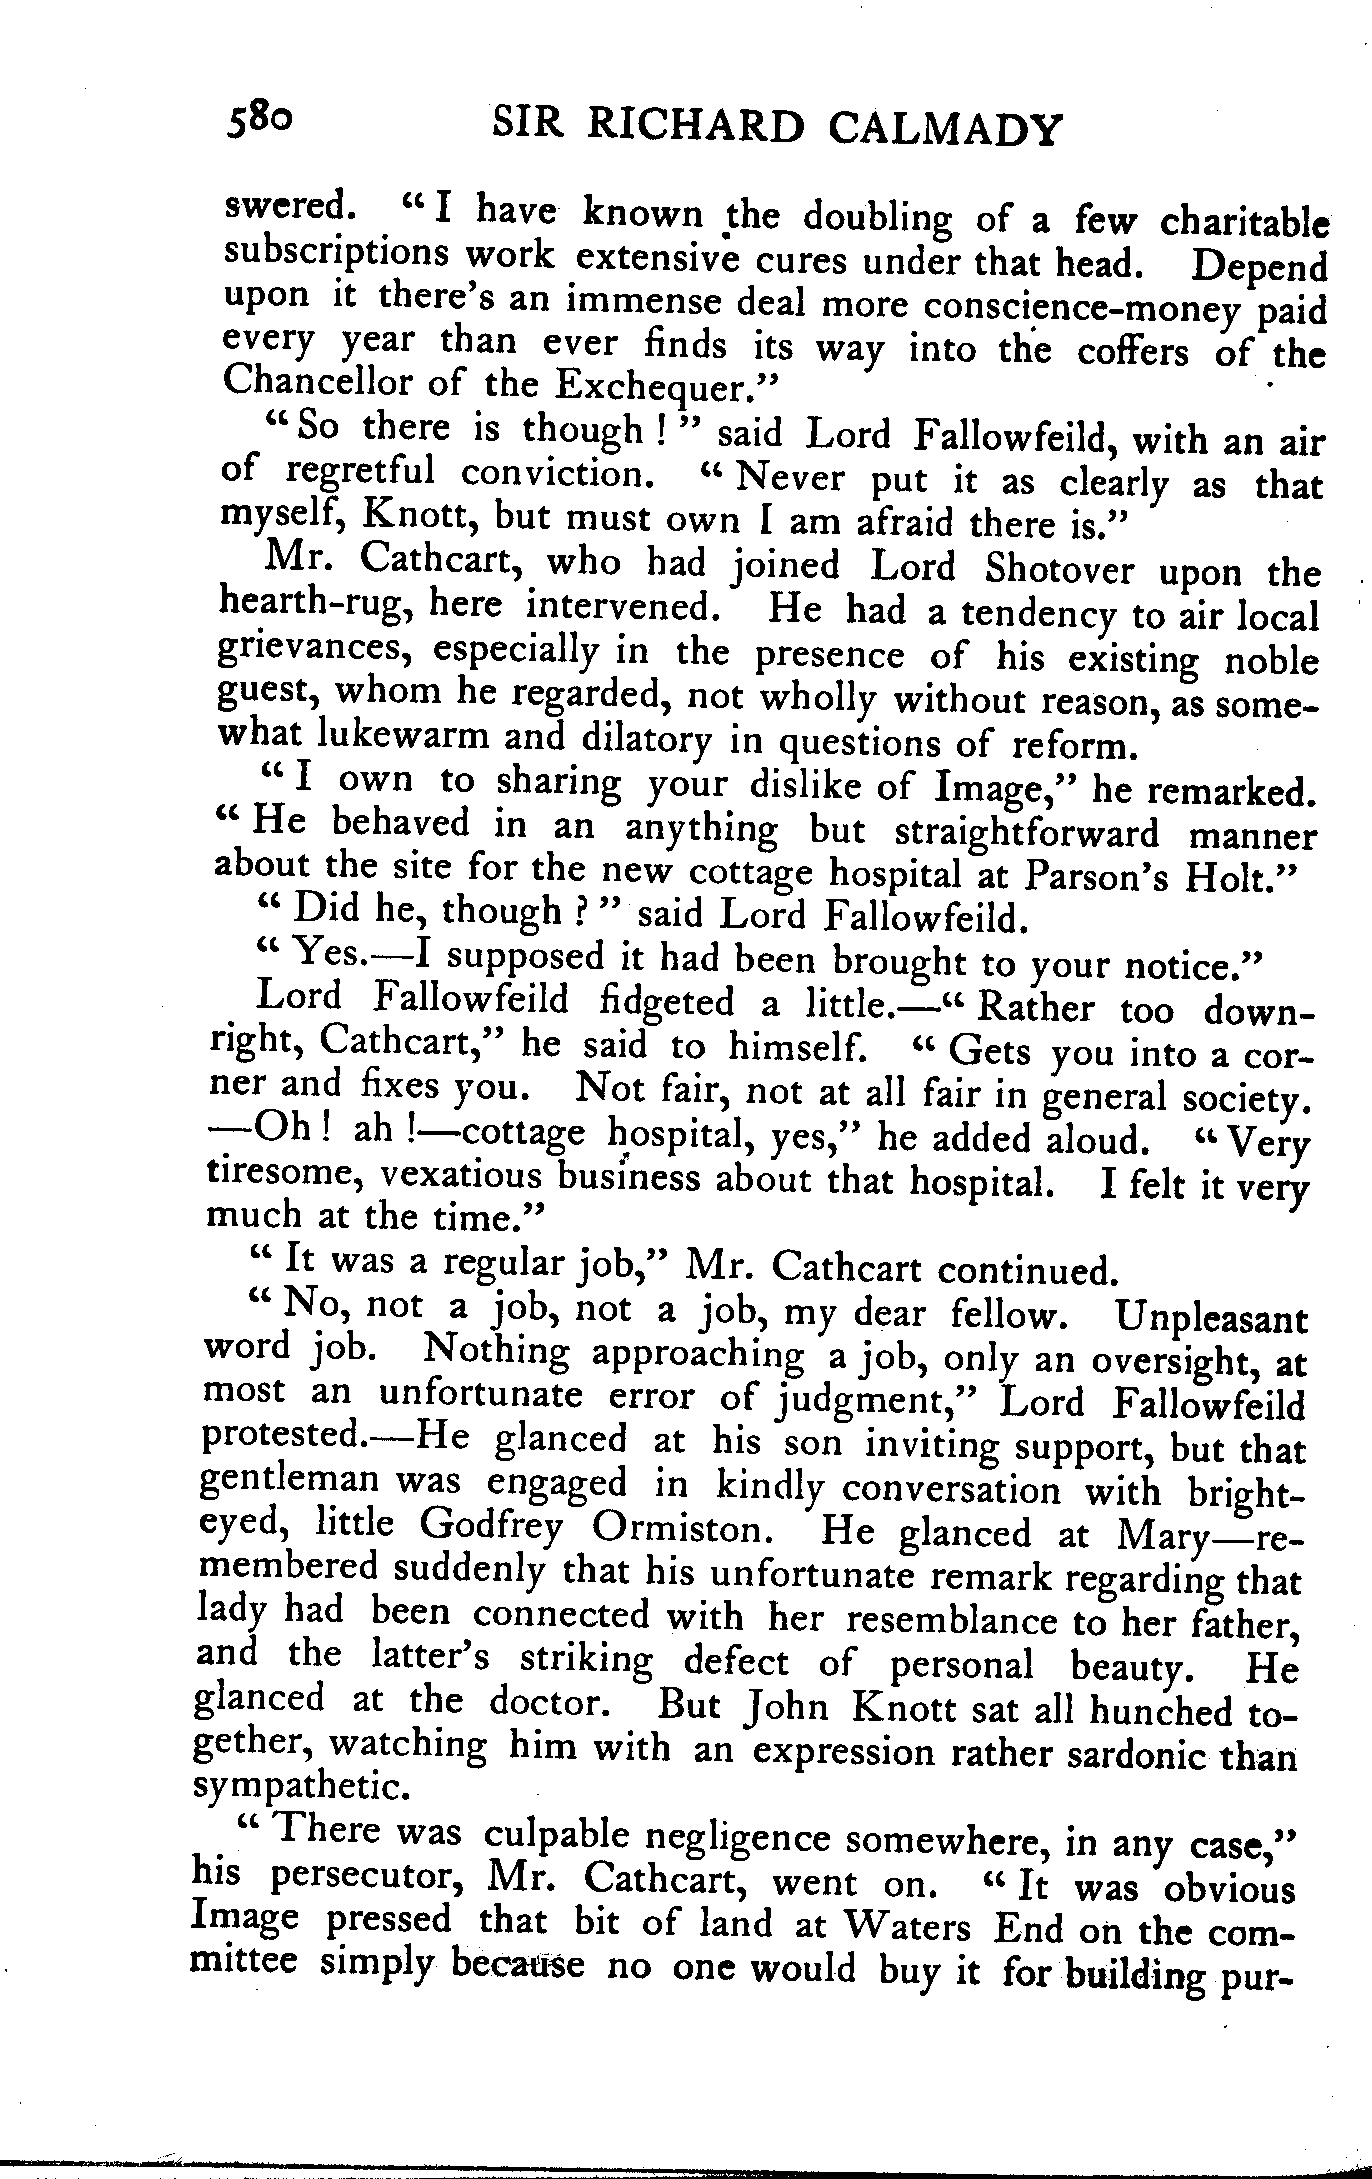 580 SIR RICHARD CALMADY
swered. “I have known the doubling of a few charitable
subscriptions work extensive cures under that head. Depend
upon it there's an immense deal more conscience-money paid
every year than ever finds its way into the coffers of the
Chancellor of the Exchequer.”
“So there is though!” said Lord Fallowfeild, with an air
of regretful conviction. “Never put it as clearly as that
myself, Knott, but must own I am afraid there is.”
Mr. Cathcart, who had joined Lord Shotover upon the
hearth-rug, here intervened. He had a tendency to air local
grievances, especially in the presence of his existing noble
guest, whom he regarded, not wholly without reason, as some-
what lukewarm and dilatory in questions of reform.
“I own to sharing your dislike of Image,” he remarked.
“He behaved in an anything but straightforward manner
about the site for the new cottage hospital at Parson's Holt.”
“Did he, though?” said Lord Fallowfeild.
“Yes.—I supposed it had been brought to your notice.”
Lord Fallowfeild fidgeted a little.—“Rather too down-
right, Cathcart,” he said to himself. “Gets you into a cor-
ner and fixes you. Not fair, not at all fair in general society.
—Oh! ah!—cottage hospital, yes,” he added aloud. “Very
tiresome, vexatious business about that hospital. I felt it very
much at the time.”
“It was a regular job,” Mr. Cathcart continued.
“No, not a job, not a job, my dear fellow. Unpleasant
word job. Nothing approaching a job, only an oversight, at
most an unfortunate error of judgment,” Lord Fallowfeild
protested.—He glanced at his son inviting support, but that
gentleman was engaged in kindly conversation with bright-
eyed, little Godfrey Ormiston. He glanced at Mary—re-
membered suddenly that his unfortunate remark regarding that
lady had been connected with her resemblance to her father,
and the latter's striking defect of personal beauty. He
glanced at the doctor. But John Knott sat all hunched to-
gether, watching him with an expression rather sardonic than
sympathetic.
“There was culpable negligence somewhere, in any case,”
his persecutor, Mr. Cathcart, went on. “It was obvious
Image pressed that bit of land at Waters End on the com-
mittee simply because no one would buy it for building pur-